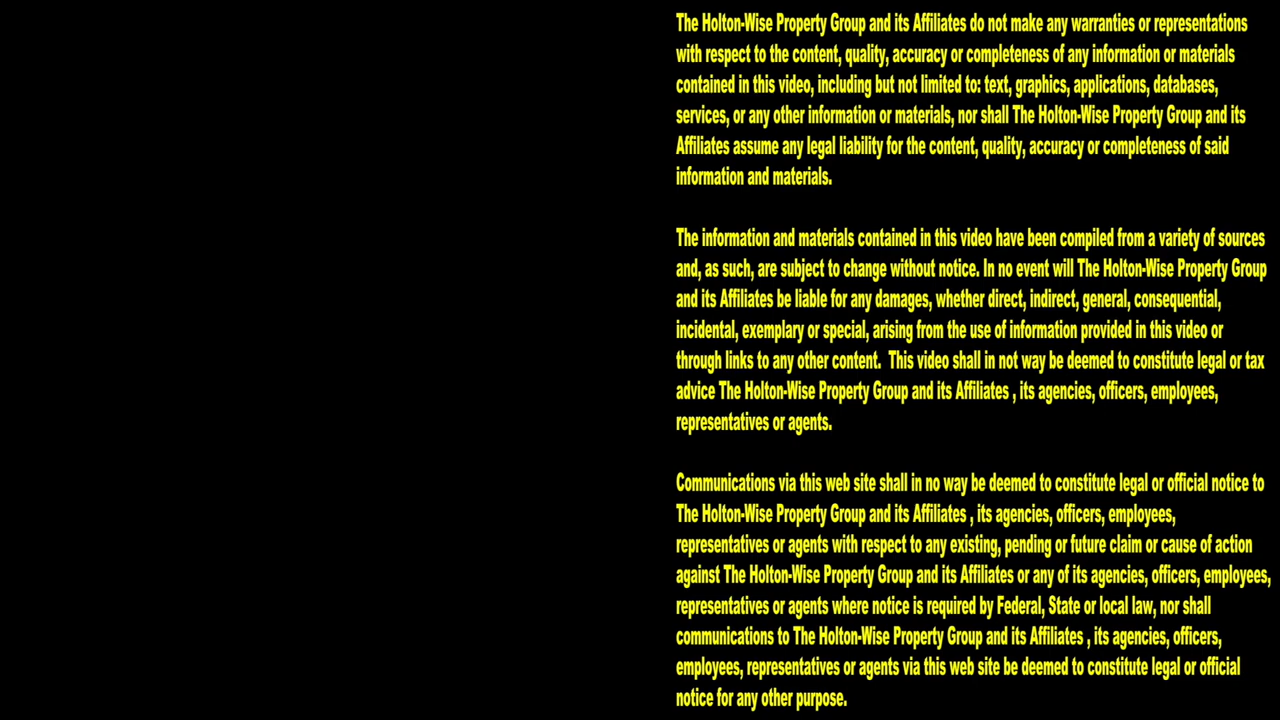 The Holton-Wise Property Group and its Affiliates do not make any warranties or representations
with respect to the content, quality, accuracy or completeness of any information or materials
contained in this video, including but not limited to: text, graphics, applications, databases,
services, or any other information or materials, nor shall The Holton-Wise Property Group and its
Affiliates assume any legal liability for the content, quality, accuracy or completeness of said
information and materials.
The information and materials contained in this video have been compiled from a variety of sources
and, as such, are subject to change without notice. In no event will The Holton-Wise Property Group
and its Affiliates be liable for any damages, whether direct, indirect, general, consequential,
incidental, exemplary or special, arising from the use of information provided in this video or
through links to any other content.  This video shall in not way be deemed to constitute legal or tax
advice The Holton-Wise Property Group and its Affiliates , its agencies, officers, employees,
representatives or agents.
Communications via this web site shall in no way be deemed to constitute legal or official notice to
The Holton-Wise Property Group and its Affiliates , its agencies, officers, employees,
representatives or agents with respect to any existing, pending or future claim or cause of action
against The Holton-Wise Property Group and its Affiliates or any of its agencies, officers, employees,
representatives or agents where notice is required by Federal, State or local law, nor shall
communications to The Holton-Wise Property Group and its Affiliates , its agencies, officers,
employees, representatives or agents via this web site be deemed to constitute legal or official
notice for any other purpose.